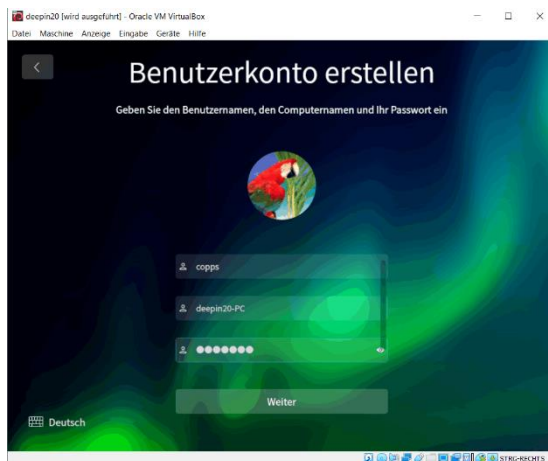 deepin20 [wird ausgeführt] - Oracle VM VirtualBox
Datei Maschine Anzeige Eingabe Geräte Hilfe
Benutzerkonto erstellen
Geben Sie den Benutzernamen, den Computernamen und Ihr Passwort ein
copps
deepin20-PC
Weiter
Deutsch
STRG-RECHTS